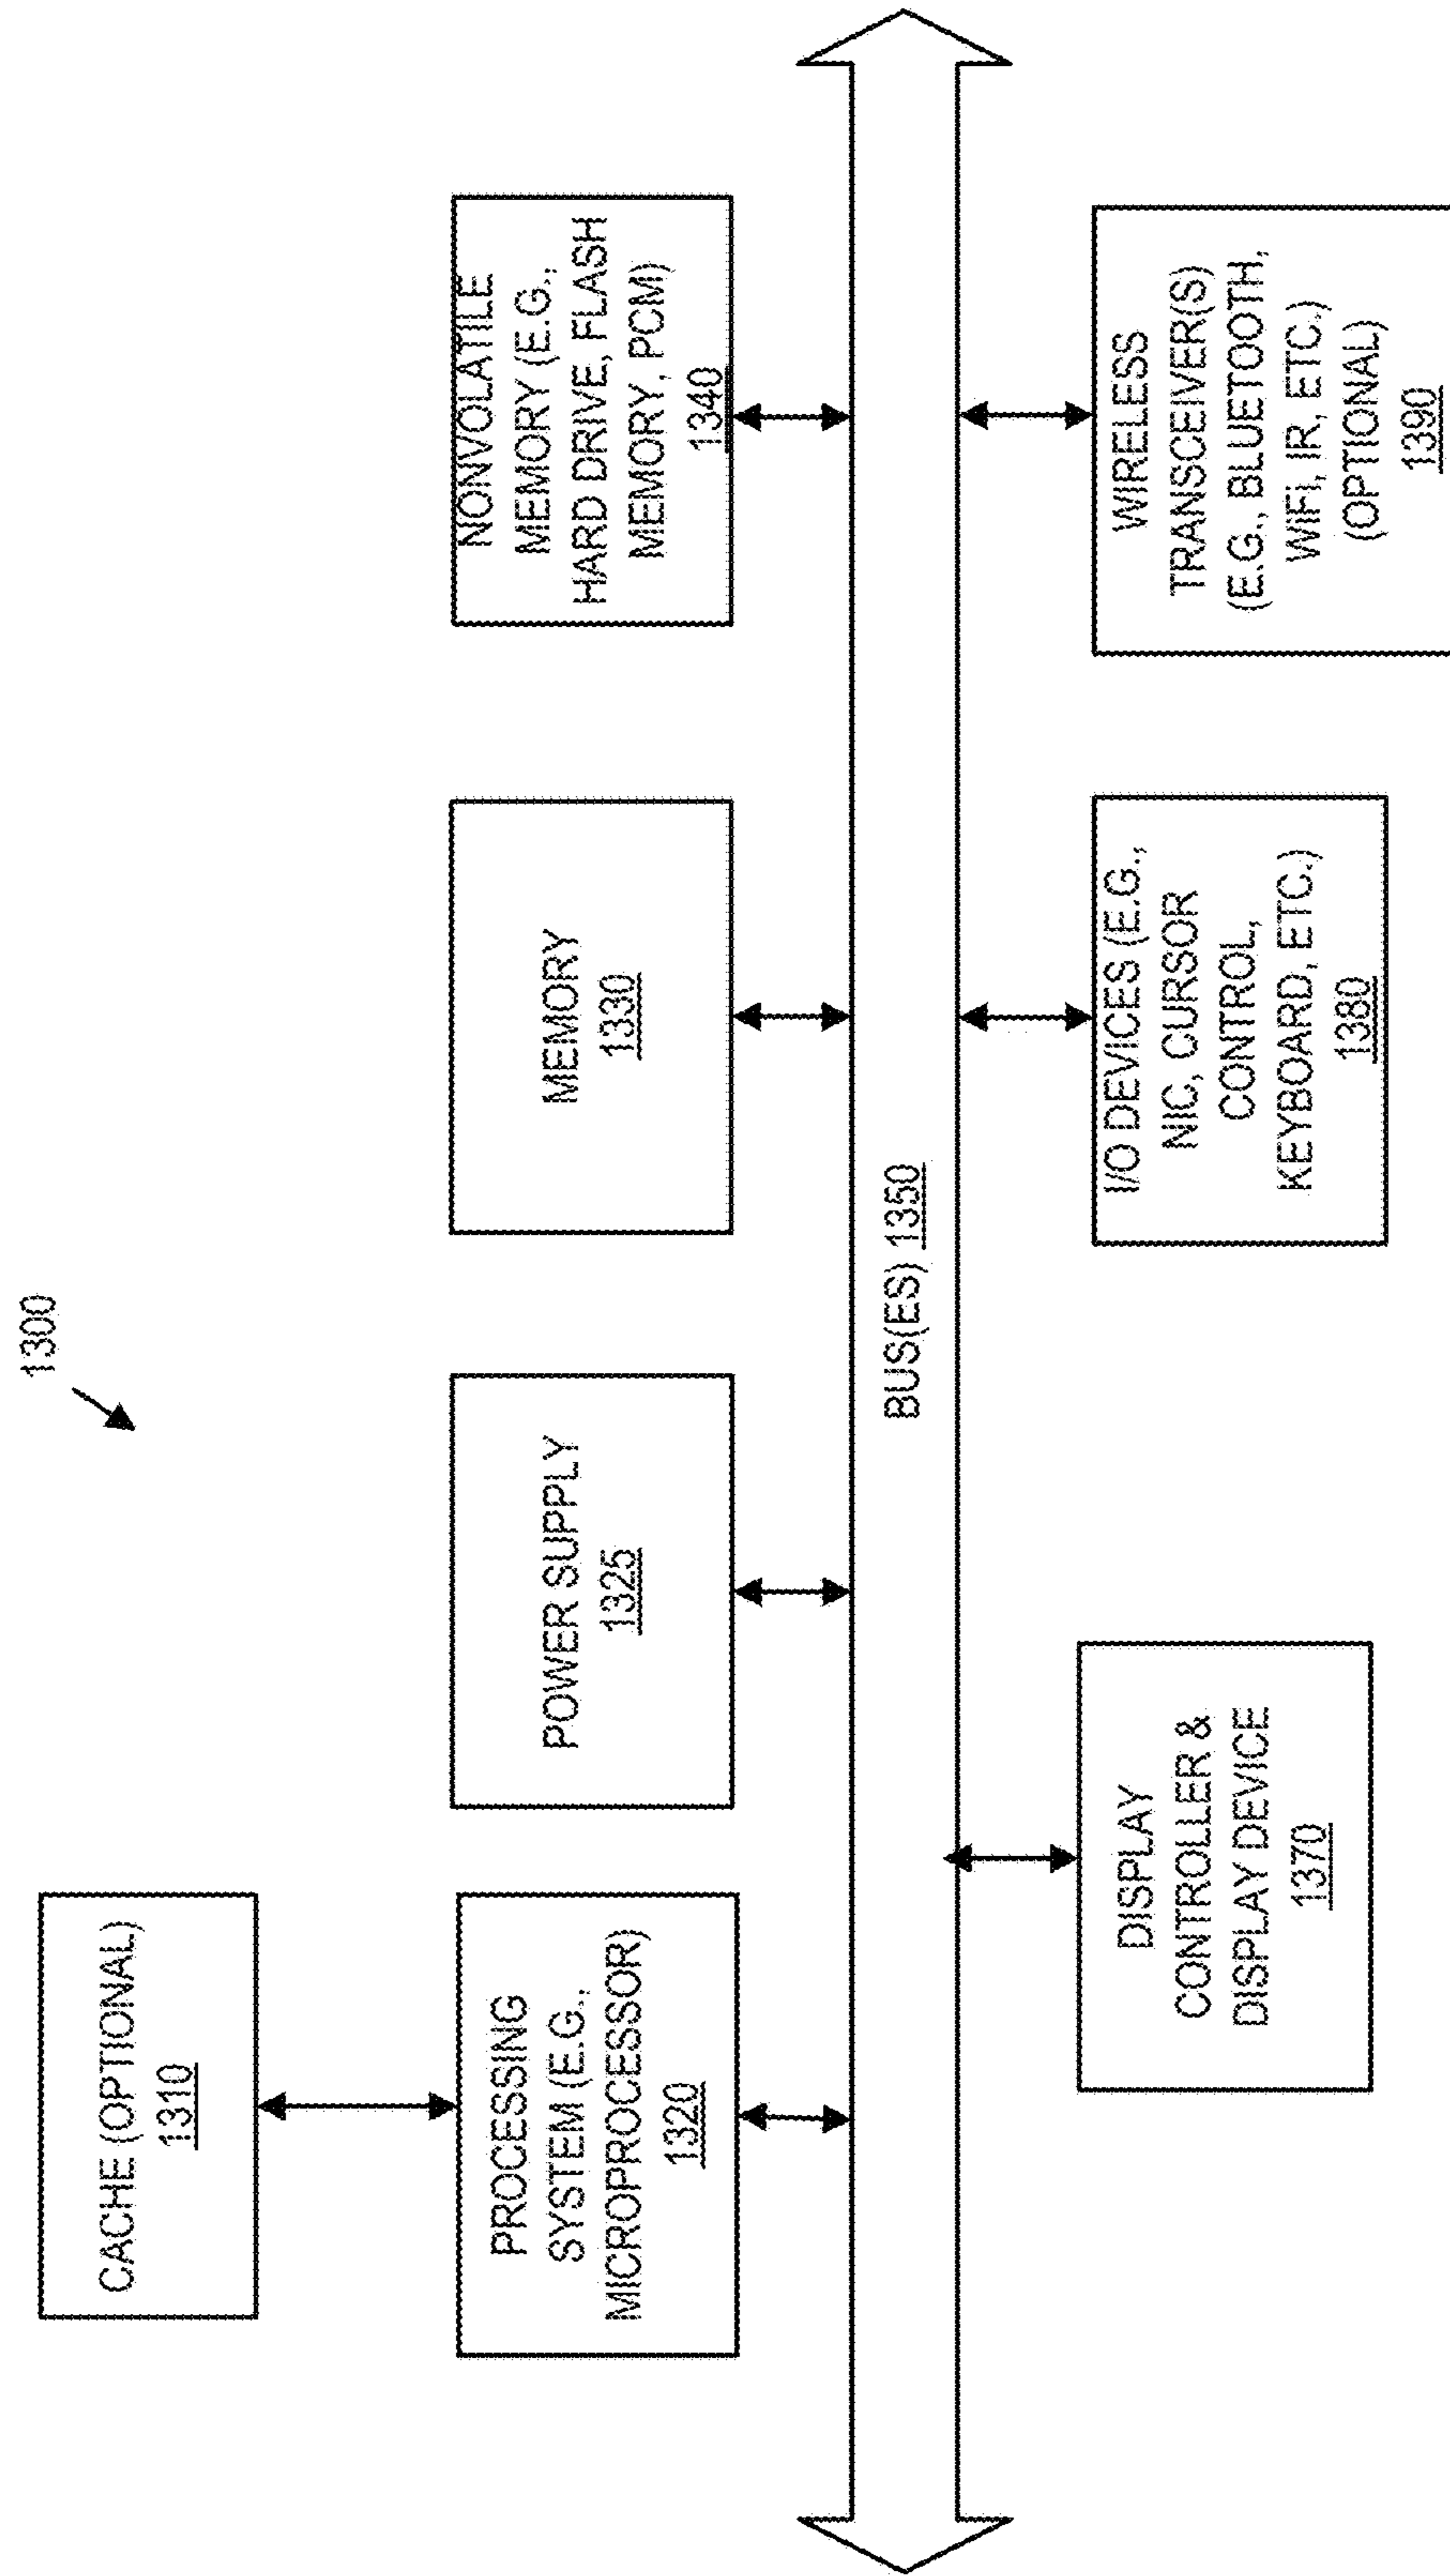 1300
CACHE (OPTIONAL)
1310
PROCESSING
SYSTEM (E.G.,
MICROPROCESSOR)
1320
POWER SUPPLY
1325
MEMORY
1330
NONVOLATILE
MEMORY (E.G.,
HARD DRIVE, FLASH
MEMORY, PCM)
1340
BUS(ES) 1350
DISPLAY
CONTROLLER &
DISPLAY DEVICE
1370
I/O DEVICES (E.G.,
NIC, CURSOR
CONTROL,
KEYBOARD, ETC.)
1380
WIRELESS
TRANSCEIVER(S)
(E.G., BLUETOOTH,
WiFi, IR, ETC.)
(OPTIONAL)
1390